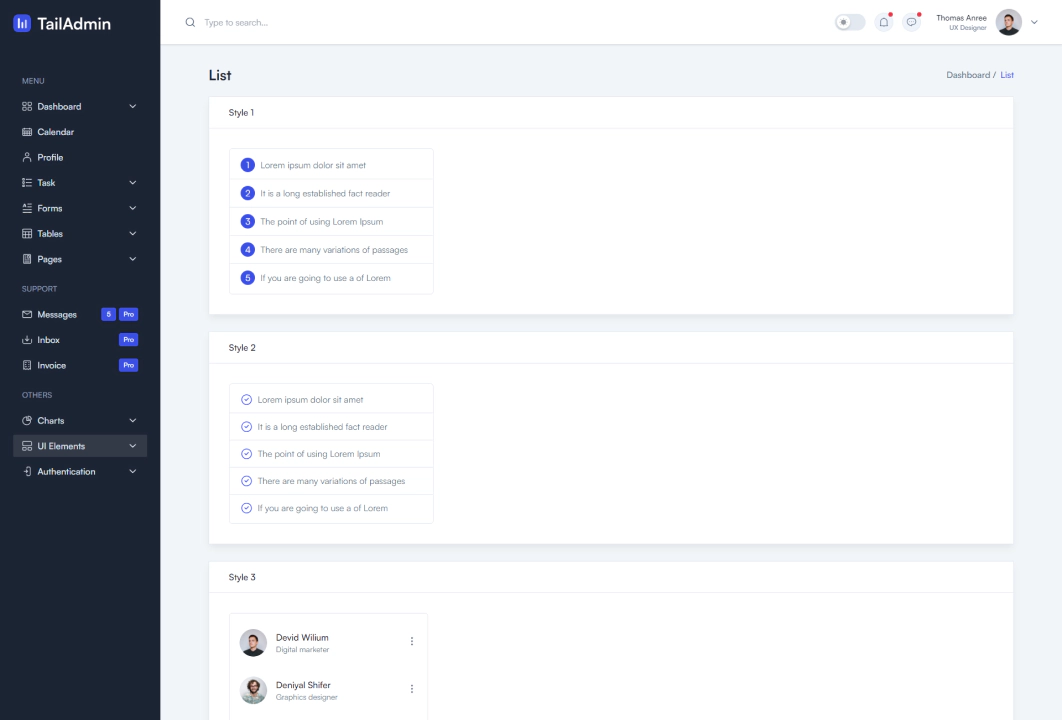 TailAdmin
MENU
Dashboard
Calendar
Profile
Task
Forms
Tables
Pages
SUPPORT
Messages 5 Pro
Inbox Pro
Invoice Pro
OTHERS
Charts
UI Elements
Authentication
Type to search...
Thomas Anree
UX Designer
List
Dashboard / List
Style 1
1 Lorem ipsum dolor sit amet
2 It is a long established fact reader
3 The point of using Lorem Ipsum
4 There are many variations of passages
5 If you are going to use a of Lorem
Style 2
Lorem ipsum dolor sit amet
It is a long established fact reader
The point of using Lorem Ipsum
There are many variations of passages
If you are going to use a of Lorem
Style 3
Devid Wilium
Digital marketer
Deniyal Shifer
Graphics designer